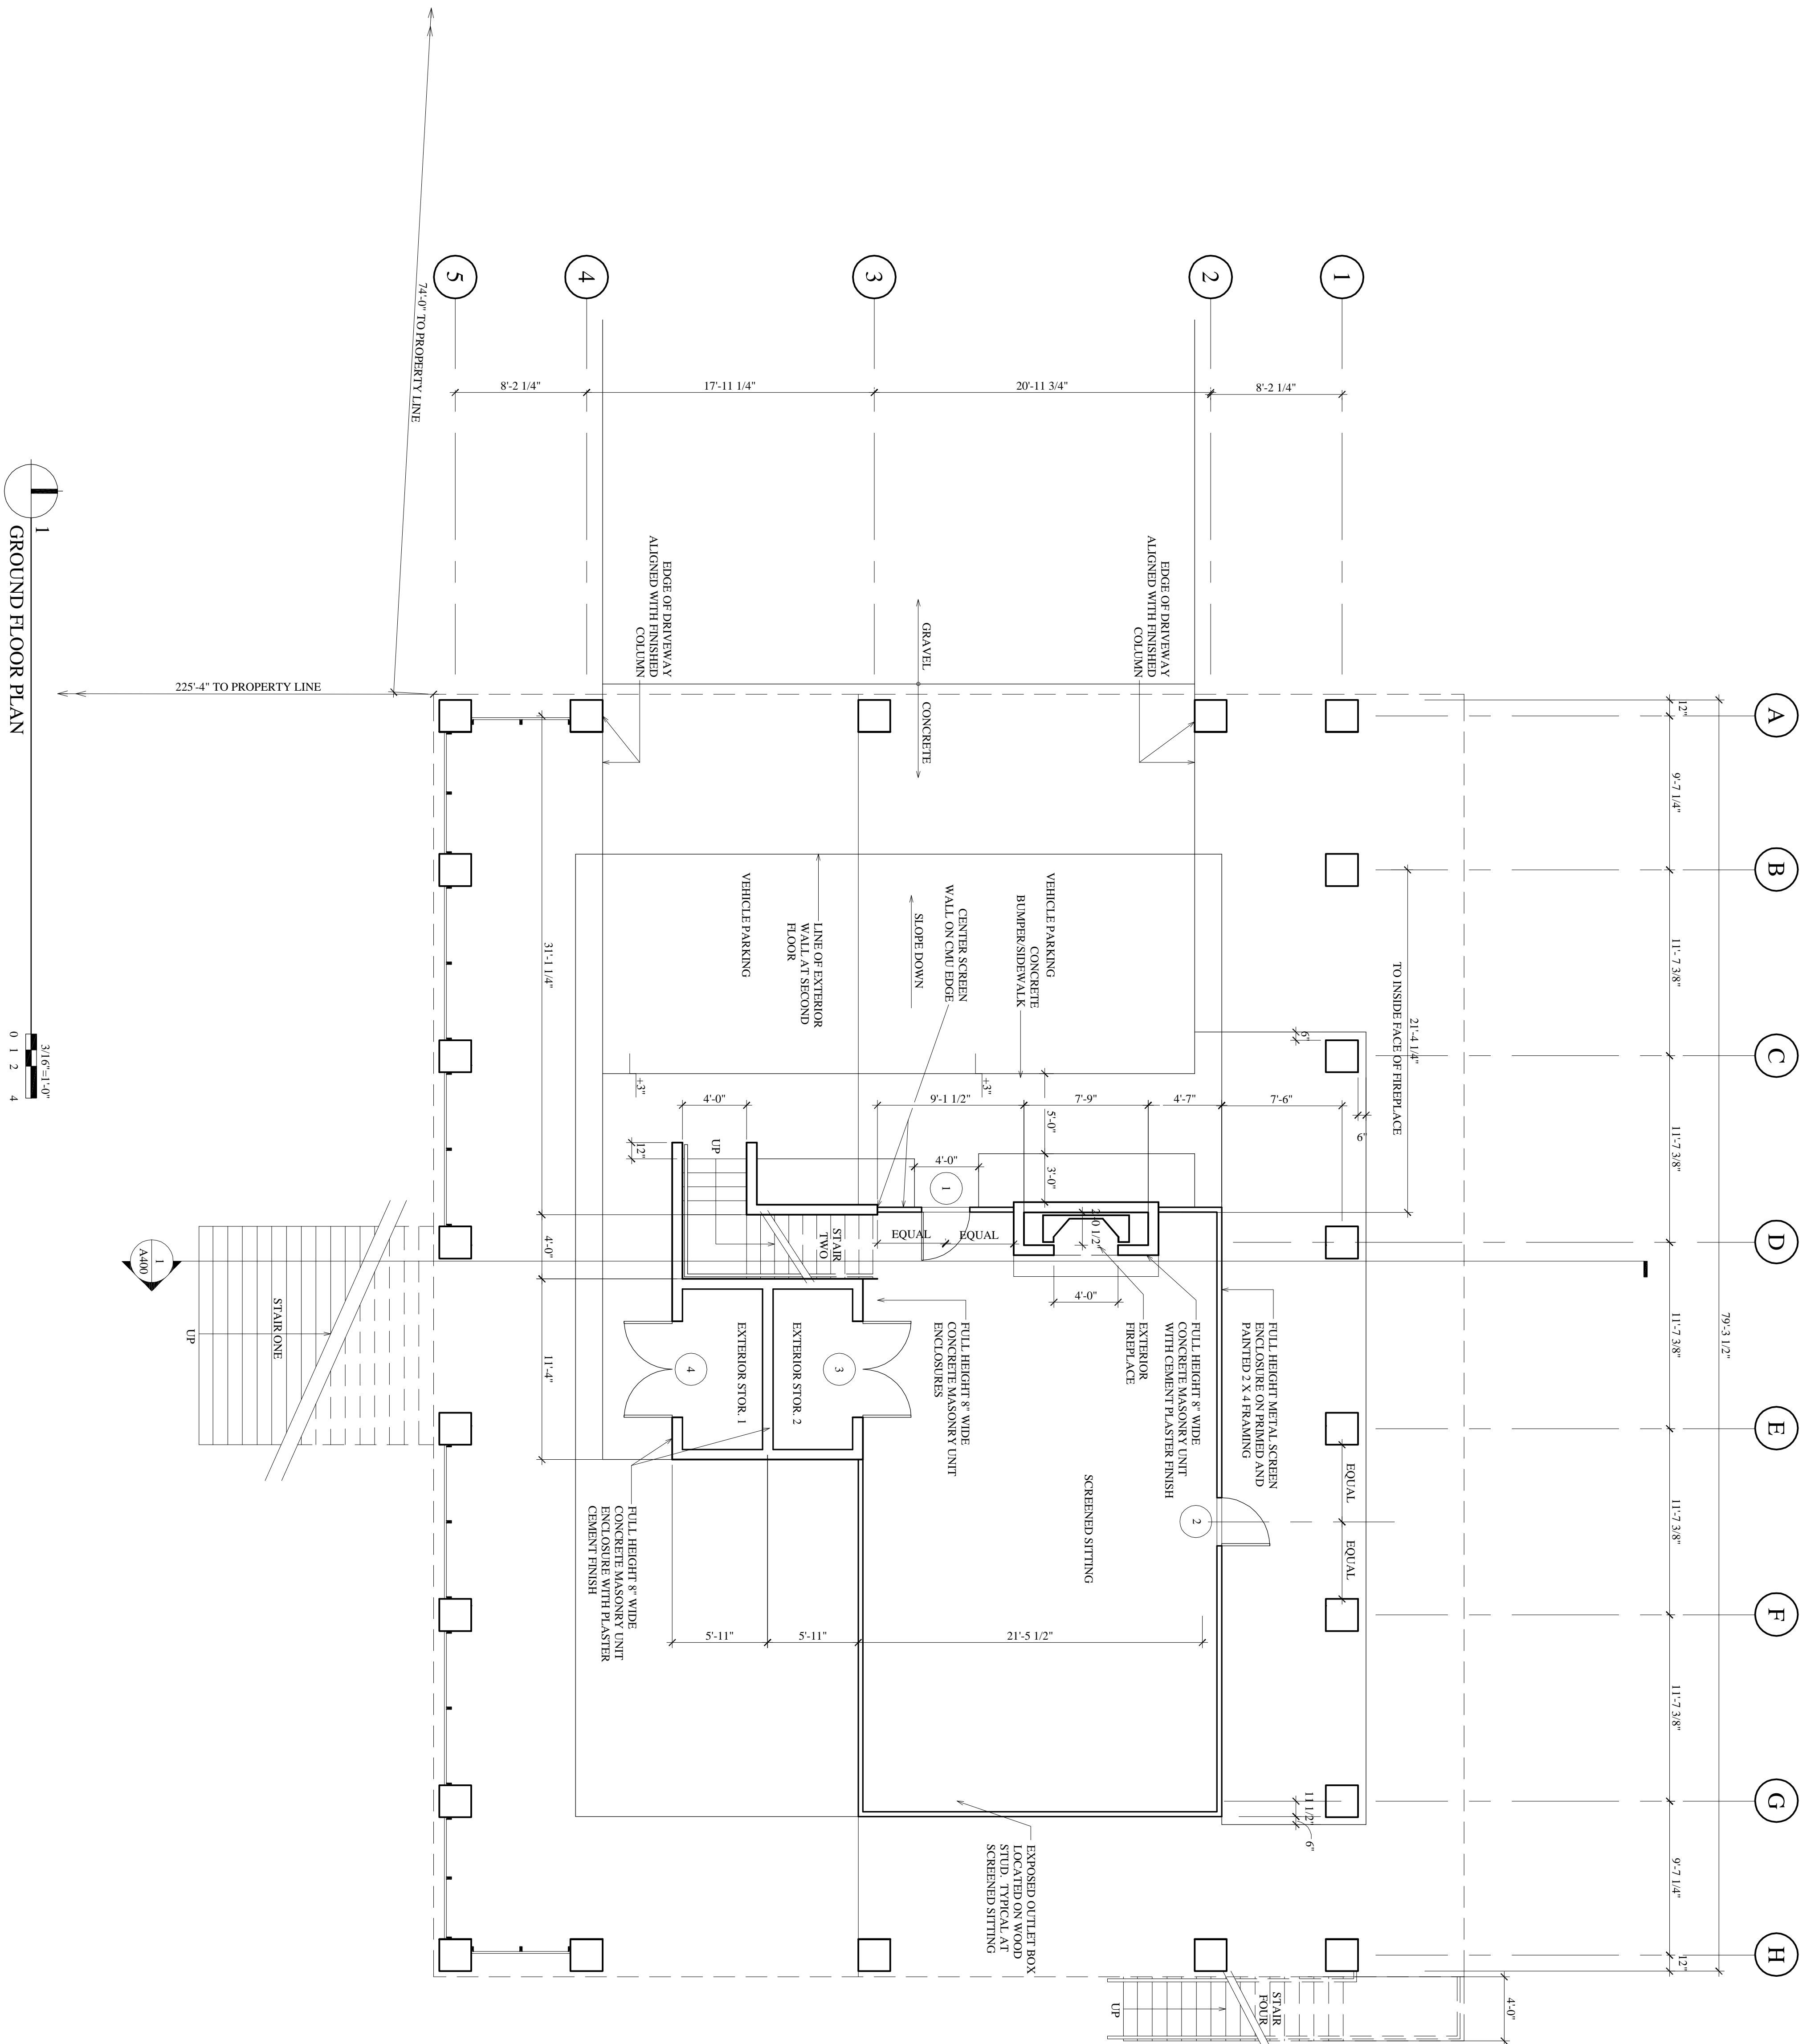 A
B
C
D
E
F
G
H
79'-3 1/2"
12"
9'-7 1/4"
11'- 7 3/8"
11'-7 3/8"
11'-7 3/8"
11'-7 3/8"
11'-7 3/8"
9'-7 1/4"
12"
21'-4 1/4"
TO INSIDE FACE OF FIREPLACE
4'-0"
STAIR
FOUR
UP
1
2
3
4
5
8'-2 1/4"
20'-11 3/4"
17'-11 1/4"
8'-2 1/4"
EQUAL
EQUAL
6"
6"
7'-6"
4'-7"
7'-9"
9'-1 1/2"
4'-0"
11 1/2"
6"
EDGE OF DRIVEWAY
ALIGNED WITH FINISHED
COLUMN
GRAVEL
CONCRETE
EDGE OF DRIVEWAY
ALIGNED WITH FINISHED
COLUMN
VEHICLE PARKING
CONCRETE
BUMPER/SIDEWALK
CENTER SCREEN
WALL ON CMU EDGE
SLOPE DOWN
LINE OF EXTERIOR
WALL AT SECOND
FLOOR
VEHICLE PARKING
+3"
+3"
5'-0"
3'-0"
4'-0"
1
EQUAL
EQUAL
2'-0 1/2"
4'-0"
FULL HEIGHT METAL SCREEN
ENCLOSURE ON PRIMED AND
PAINTED 2 X 4 FRAMING
FULL HEIGHT 8" WIDE
CONCRETE MASONRY UNIT
WITH CEMENT PLASTER FINISH
EXTERIOR
FIREPLACE
2
SCREENED SITTING
FULL HEIGHT 8" WIDE
CONCRETE MASONRY UNIT
ENCLOSURES
STAIR
TWO
UP
12"
3
EXTERIOR STOR. 2
EXTERIOR STOR. 1
4
FULL HEIGHT 8" WIDE
CONCRETE MASONRY UNIT
ENCLOSURE WITH PLASTER
CEMENT FINISH
21'-5 1/2"
5'-11"
5'-11"
EXPOSED OUTLET BOX
LOCATED ON WOOD
STUD. TYPICAL AT
SCREENED SITTING
31'-1 1/4"
4'-0"
11'-4"
STAIR ONE
UP
1
A400
74'-0" TO PROPERTY LINE
225'-4" TO PROPERTY LINE
1
GROUND FLOOR PLAN
3/16"=1'-0"
0 1 2 4